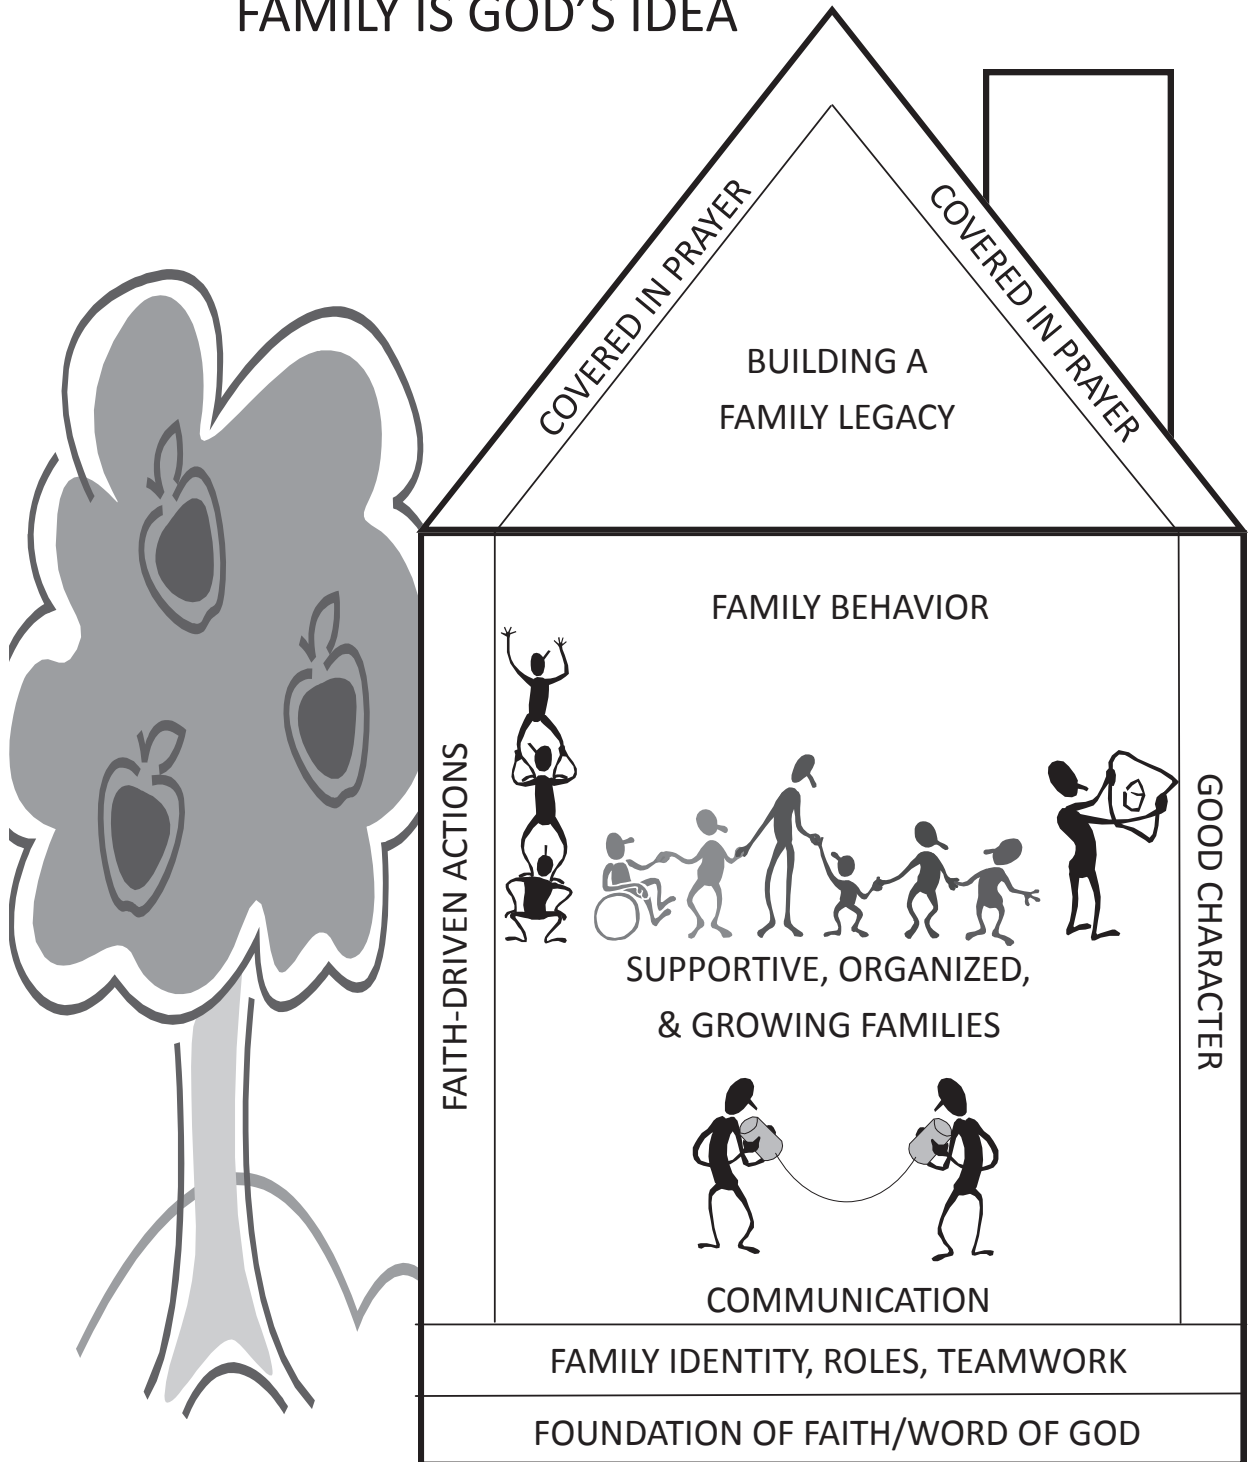 FAMILY IS GOD'S IDEA
COVERED IN PRAYER
COVERED IN PRAYER
BUILDING A
FAMILY LEGACY
FAMILY BEHAVIOR
FAITH-DRIVEN ACTIONS
GOOD CHARACTER
SUPPORTIVE, ORGANIZED,
& GROWING FAMILIES
COMMUNICATION
FAMILY IDENTITY, ROLES, TEAMWORK
FOUNDATION OF FAITH/WORD OF GOD